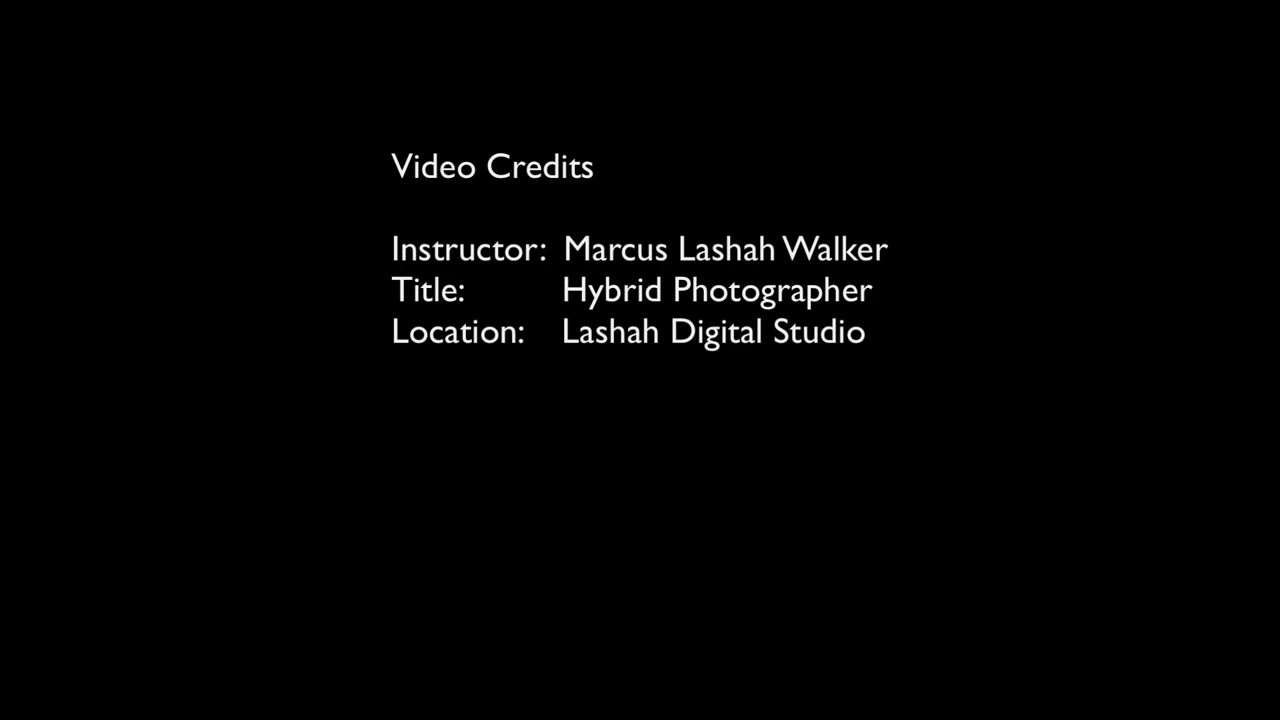 Video Credits
Instructor: Marcus Lashah Walker
Title: Hybrid Photographer
Location: Lashah Digital Studio